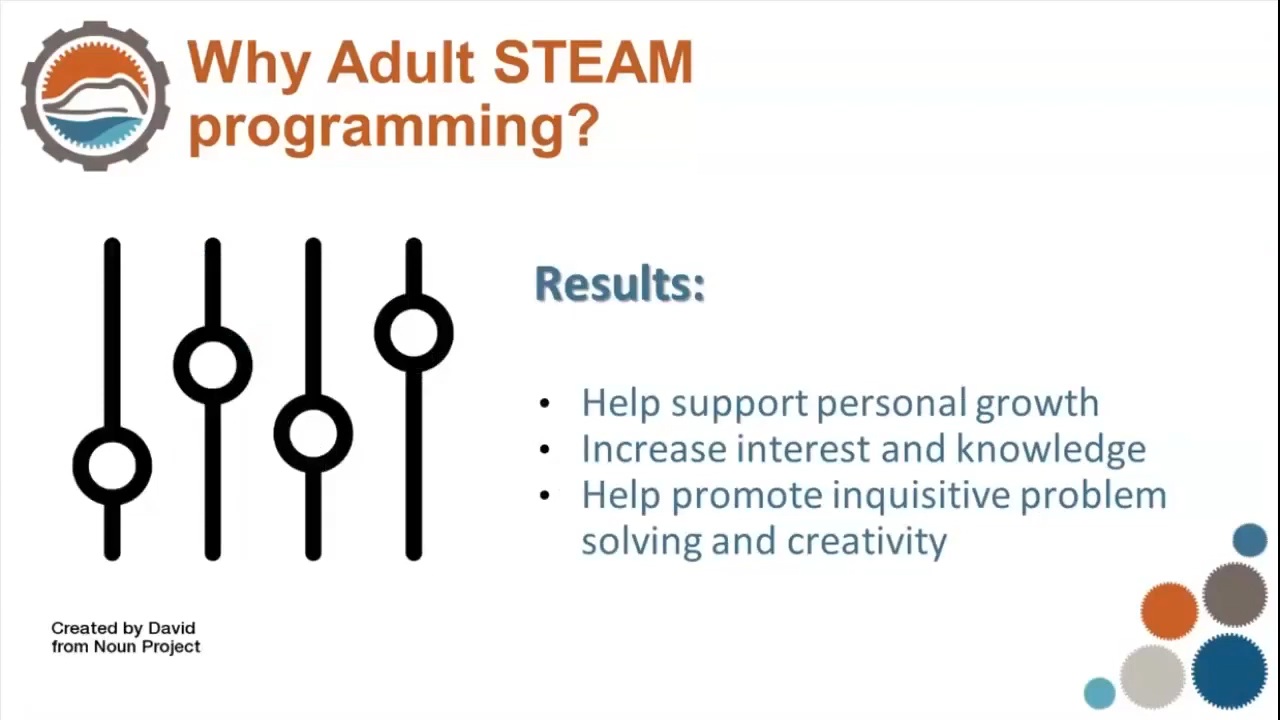 Why Adult STEAM
programming?
Results:
• Help support personal growth
• Increase interest and knowledge
• Help promote inquisitive problem
solving and creativity
Created by David
from Noun Project